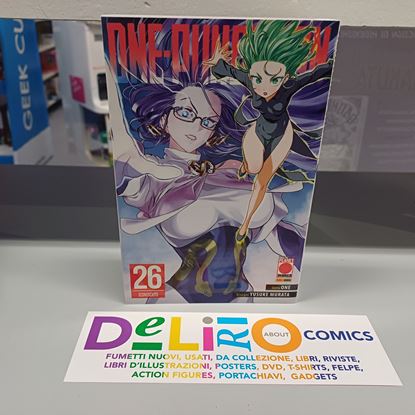 GEEK CU
ONE-PUNCH MAN
26
ONE
YUSUKE MURATA
DeLiRiO
ABOUT
COMICS
FUMETTI NUOVI, USATI, DA COLLEZIONE, LIBRI, RIVISTE,
LIBRI D'ILLUSTRAZIONI, POSTERS, DVD, T-SHIRTS, FELPE,
ACTION FIGURES, PORTACHIAVI, GADGETS